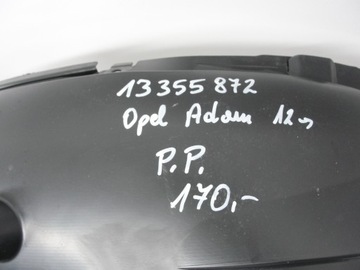 13355872
Opel Adam 12→
P.P.
170,-